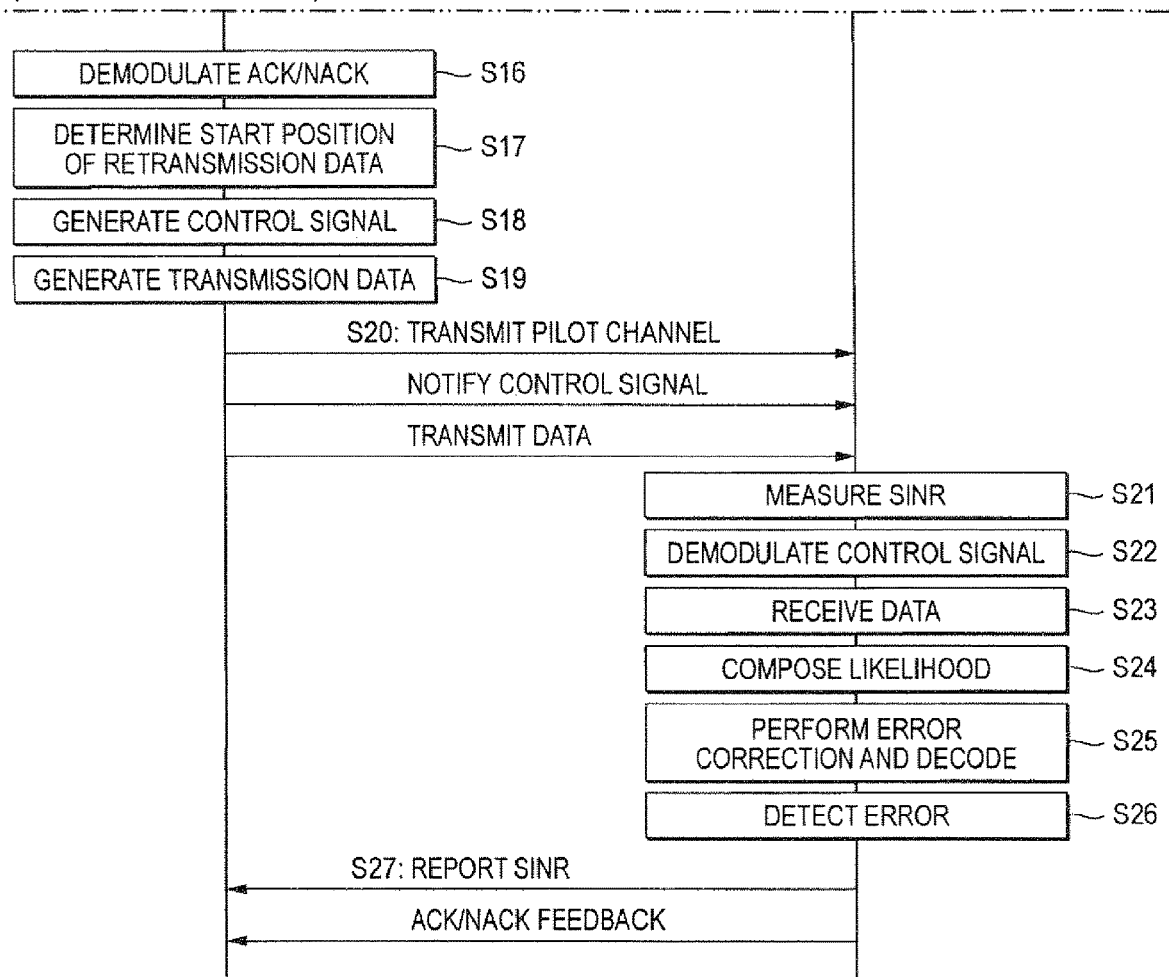 DEMODULATE ACK/NACK
S16
DETERMINE START POSITION
OF RETRANSMISSION DATA
S17
GENERATE CONTROL SIGNAL
S18
GENERATE TRANSMISSION DATA
S19
S20: TRANSMIT PILOT CHANNEL
NOTIFY CONTROL SIGNAL
TRANSMIT DATA
MEASURE SINR
S21
DEMODULATE CONTROL SIGNAL
S22
RECEIVE DATA
S23
COMPOSE LIKELIHOOD
S24
PERFORM ERROR
CORRECTION AND DECODE
S25
DETECT ERROR
S26
S27: REPORT SINR
ACK/NACK FEEDBACK